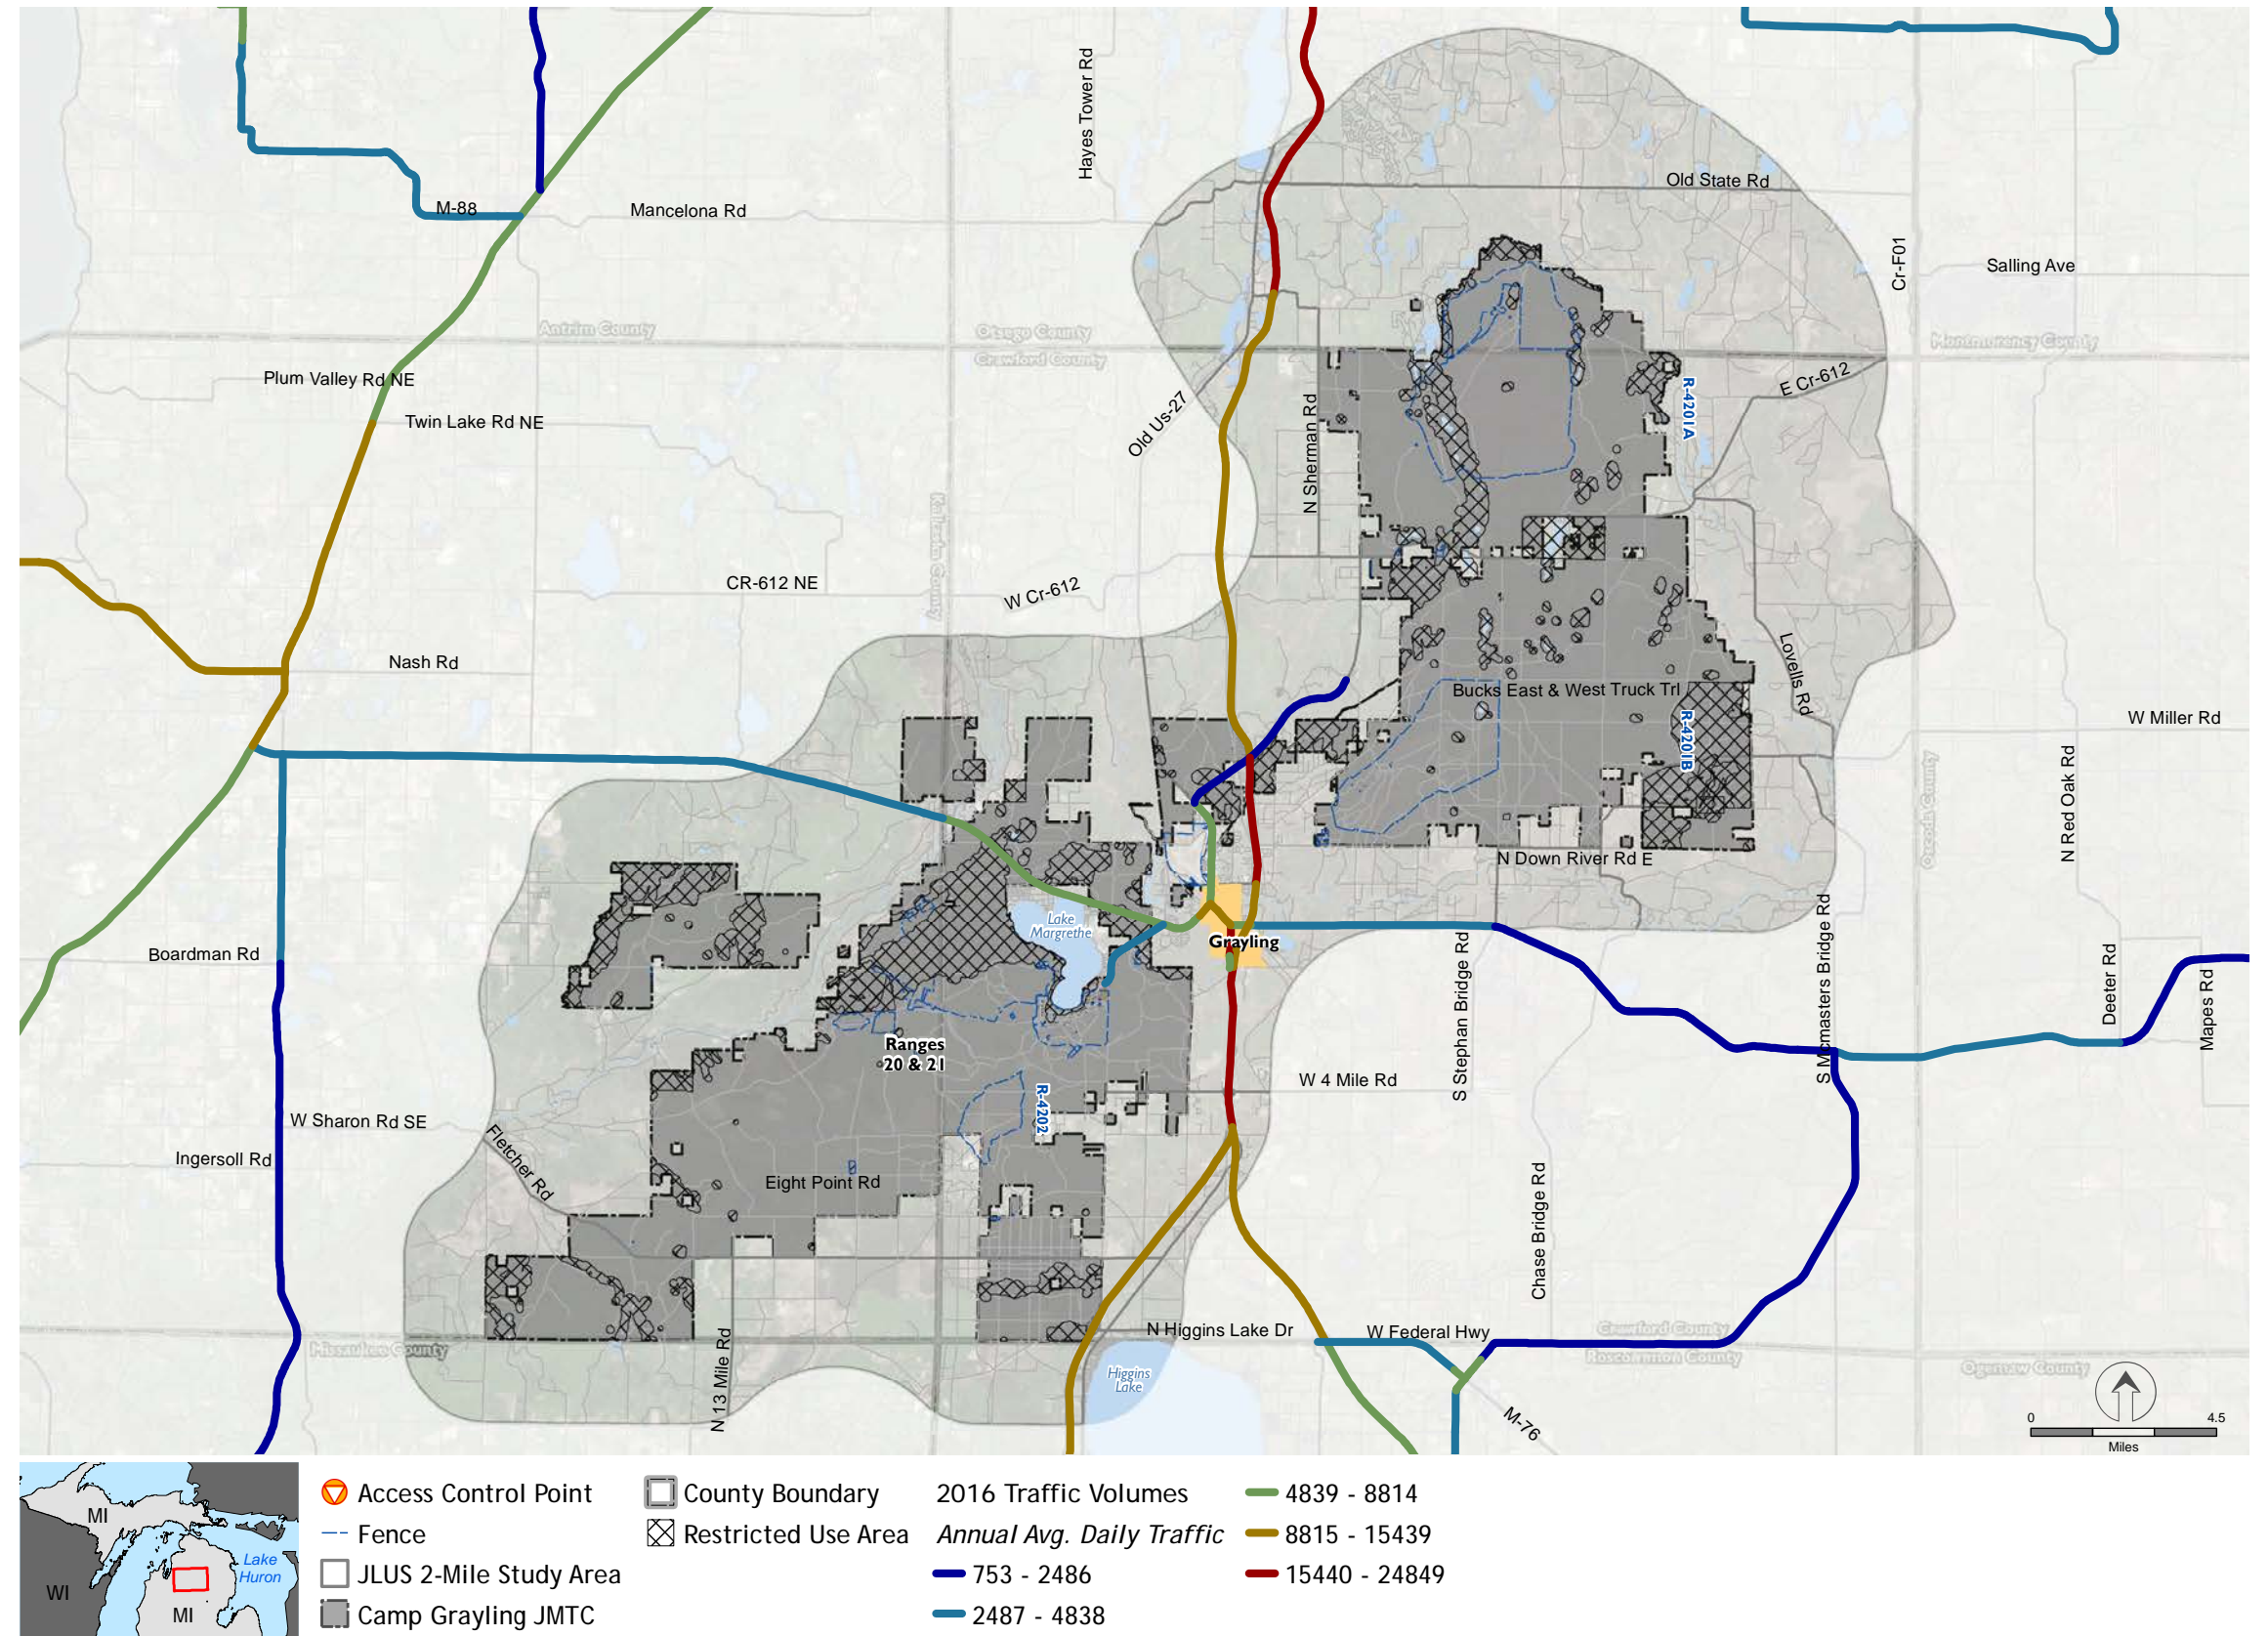 Hayes Tower Rd
Old State Rd
M-88
Mancelona Rd
Cr-F01
Salling Ave
Antrim County
Otsego County
Crawford County
Montmorency County
Plum Valley Rd NE
Twin Lake Rd NE
Old Us-27
N Sherman Rd
R-4201A
E Cr-612
Kalkaska County
CR-612 NE
W Cr-612
Nash Rd
Lovells Rd
Bucks East & West Truck Trl
R-4201B
W Miller Rd
N Red Oak Rd
Oscoda County
N Down River Rd E
Lake
Margrethe
Grayling
Boardman Rd
S Stephan Bridge Rd
S Mcmasters Bridge Rd
Deeter Rd
Mapes Rd
Ranges
20 & 21
R-4202
W 4 Mile Rd
W Sharon Rd SE
Fletcher Rd
Ingersoll Rd
Eight Point Rd
Chase Bridge Rd
N Higgins Lake Dr
W Federal Hwy
Crawford County
Roscommon County
Missaukee County
Ogemaw County
N 13 Mile Rd
Higgins
Lake
M-76
0 4.5
Miles
MI
WI
MI
Lake
Huron
Access Control Point
Fence
JLUS 2-Mile Study Area
Camp Grayling JMTC
County Boundary
Restricted Use Area
2016 Traffic Volumes
Annual Avg. Daily Traffic
753 - 2486
2487 - 4838
4839 - 8814
8815 - 15439
15440 - 24849